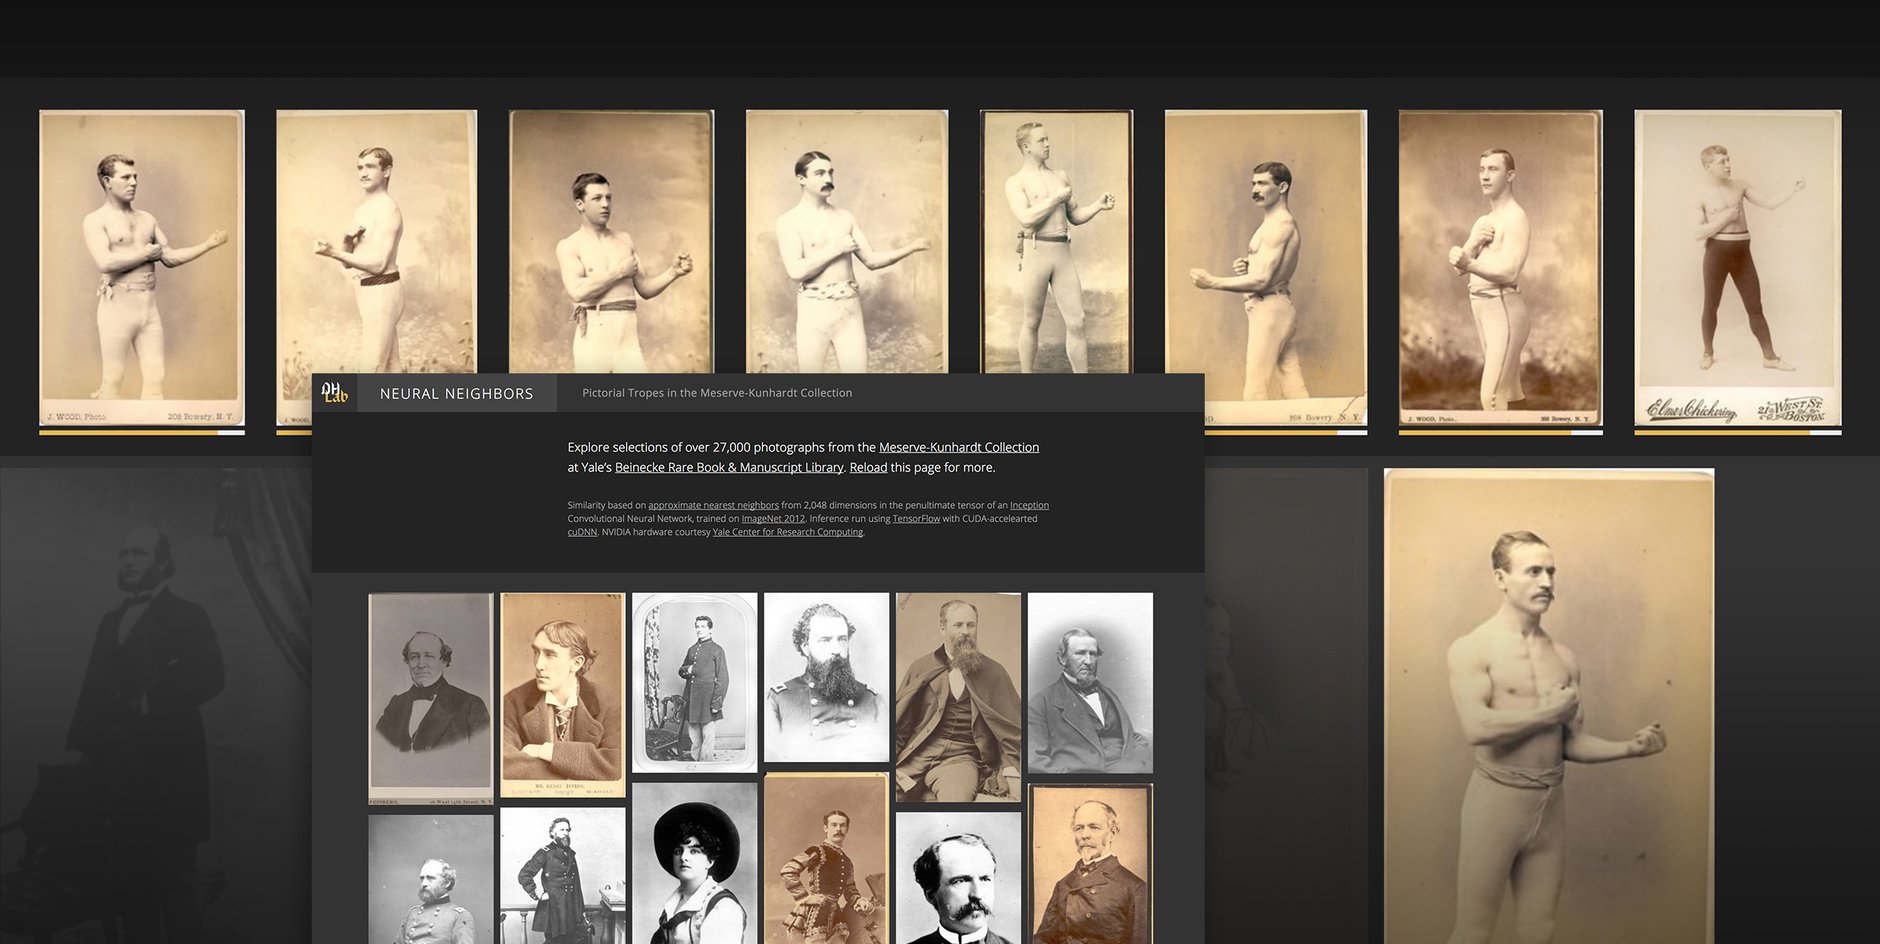 J. WOOD, Photo. 208 Bowery, N. Y.
J. WOOD,
208 Bowery, N. Y.
J. WOOD, Photo. 208 Bowery, N. Y.
Elmer Chickering, 21 WEST ST. BOSTON.
DH Lab
NEURAL NEIGHBORS
Pictorial Tropes in the Meserve-Kunhardt Collection
Explore selections of over 27,000 photographs from the Meserve-Kunhardt Collection
at Yale’s Beinecke Rare Book & Manuscript Library. Reload this page for more.
Similarity based on approximate nearest neighbors from 2,048 dimensions in the penultimate tensor of an Inception
Convolutional Neural Network, trained on ImageNet 2012. Inference run using TensorFlow with CUDA-accelearted
cuDNN. NVIDIA hardware courtesy Yale Center for Research Computing.
MR. HENRY IRVING.